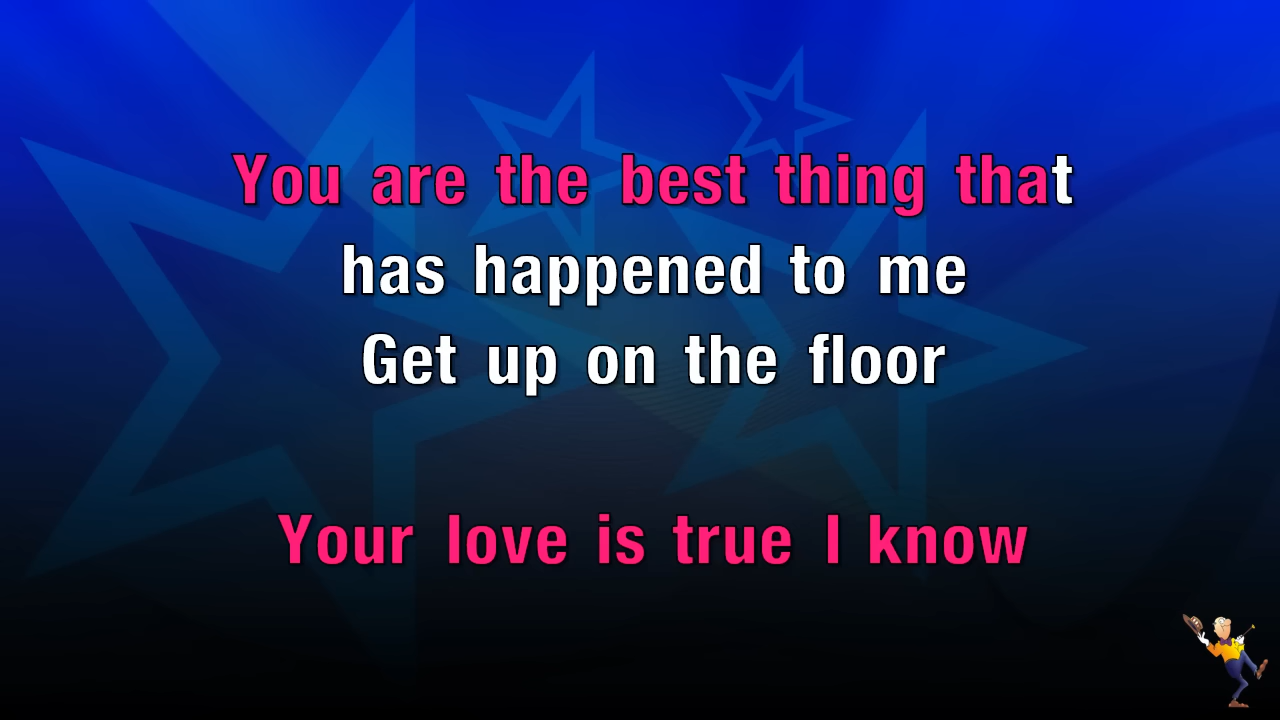 You are the best thing that
has happened to me
Get up on the floor
Your love is true I know